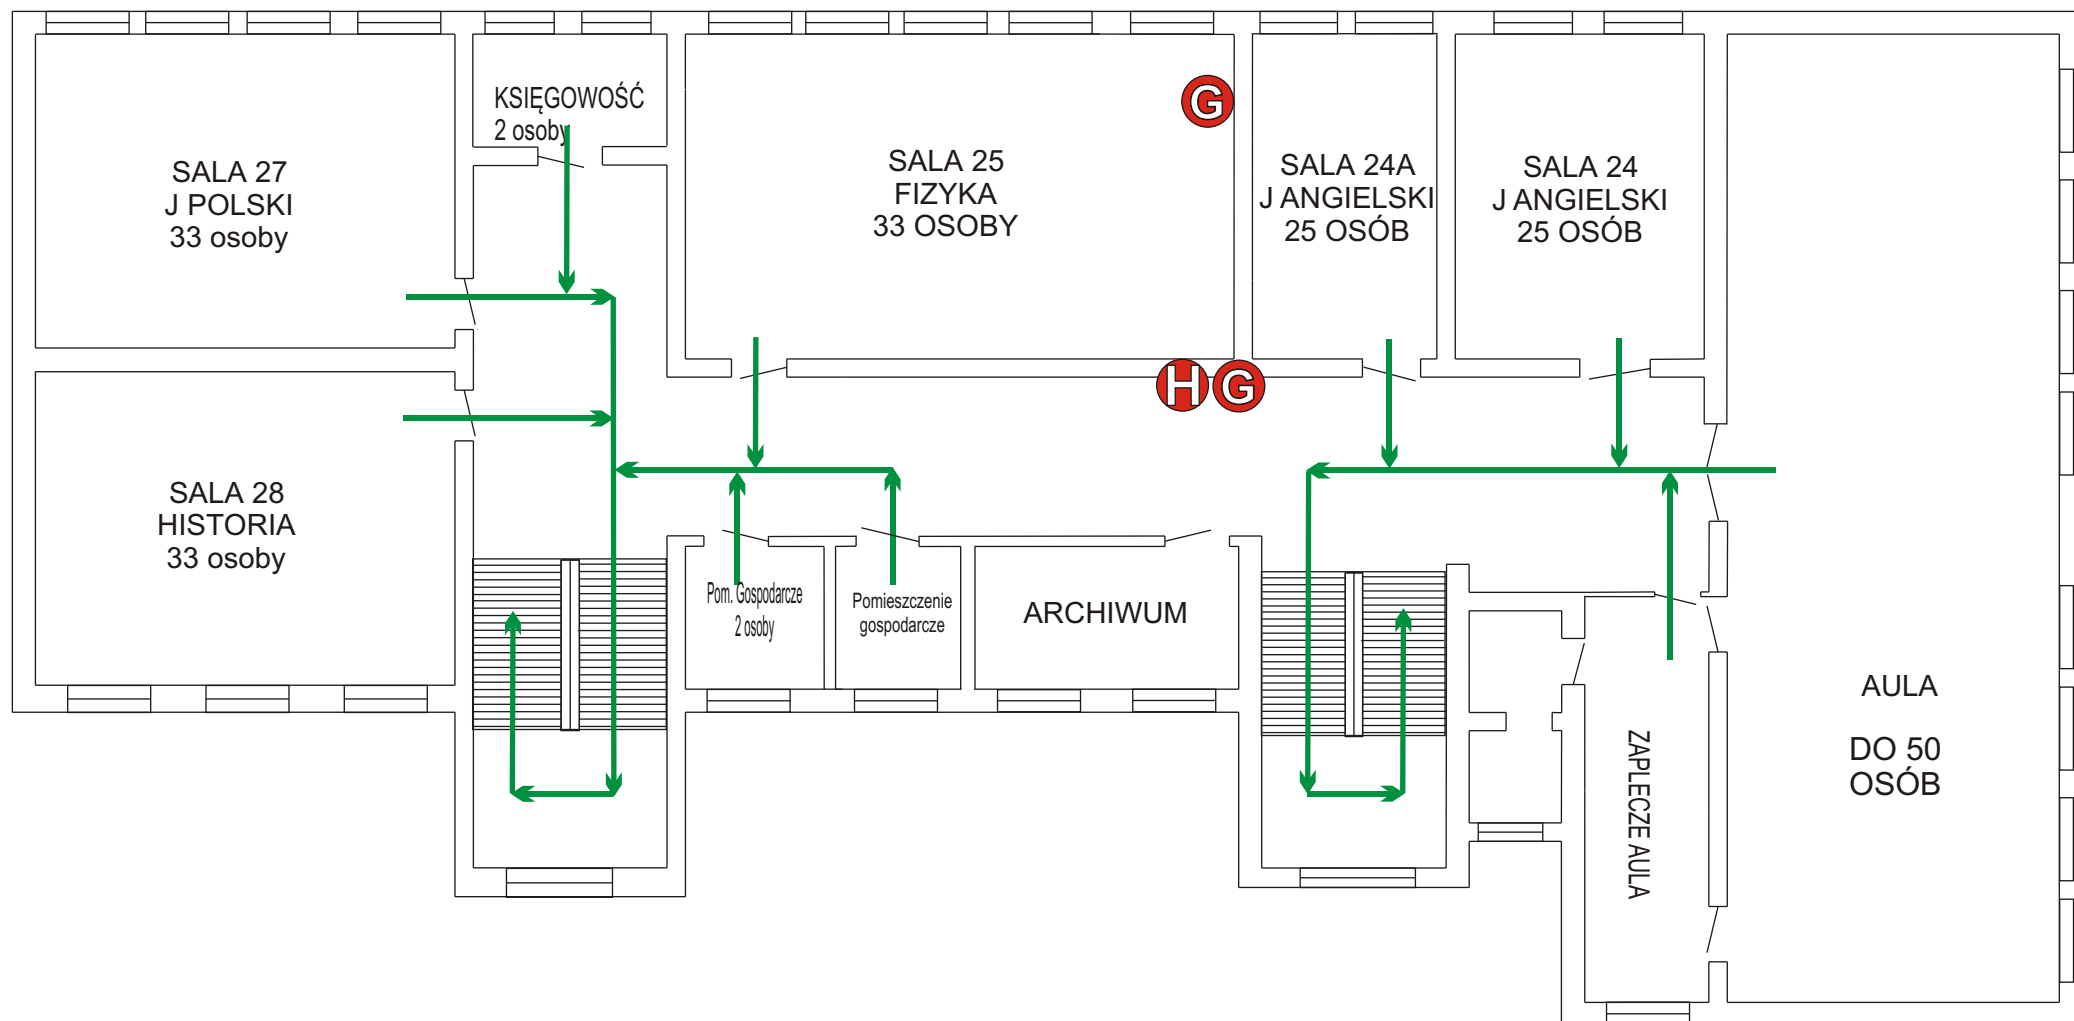 KSIĘGOWOŚĆ
2 osoby
SALA 27
J POLSKI
33 osoby
SALA 25
FIZYKA
33 OSOBY
G
SALA 24A
J ANGIELSKI
25 OSÓB
SALA 24
J ANGIELSKI
25 OSÓB
H G
SALA 28
HISTORIA
33 osoby
Pom. Gospodarcze
2 osoby
Pomieszczenie
gospodarcze
ARCHIWUM
ZAPLECZE AULA
AULA
DO 50
OSÓB